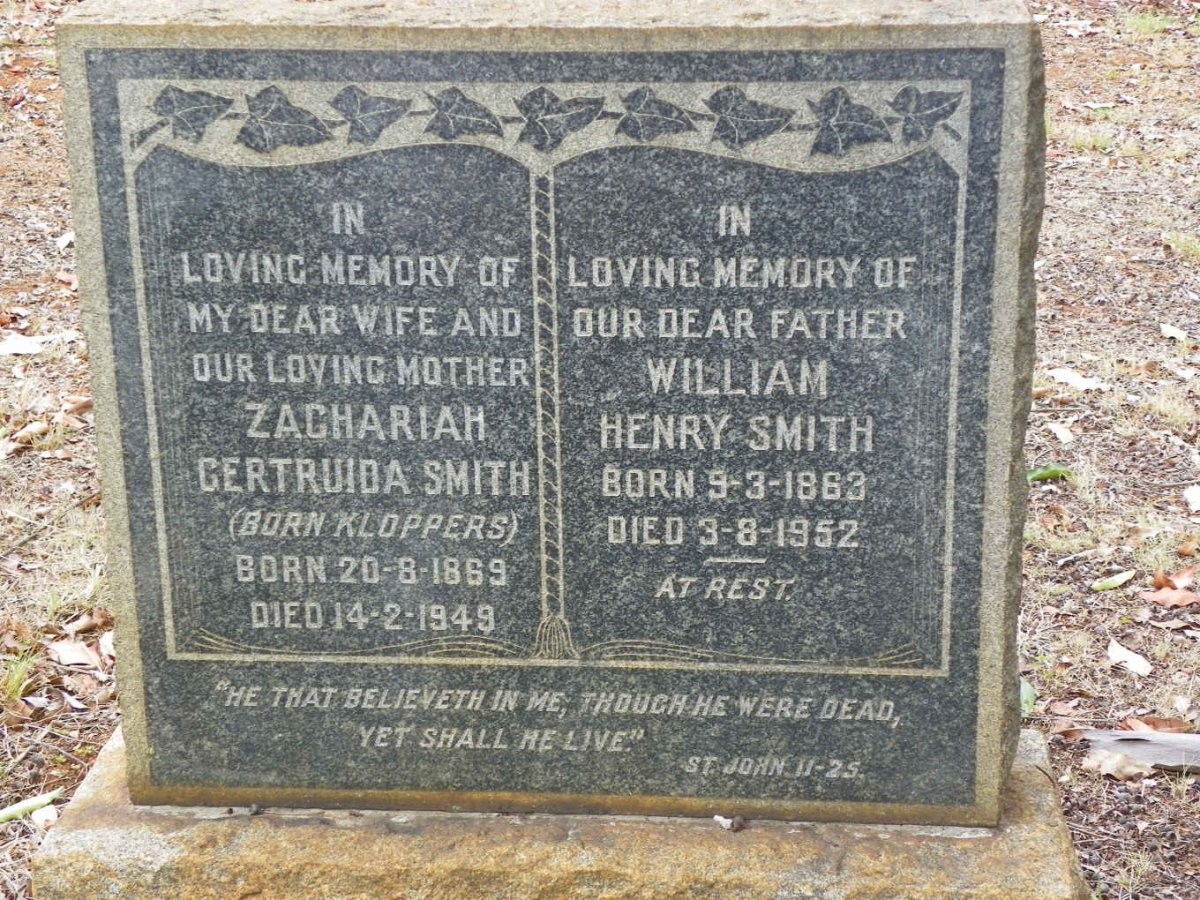 IN
LOVING MEMORY OF
MY DEAR WIFE AND
OUR LOVING MOTHER
ZACHARIAH
GERTRUIDA SMITH
(BORN KLOPPERS)
BORN 20-8-1869
DIED 14-2-1949
IN
LOVING MEMORY OF
OUR DEAR FATHER
WILLIAM
HENRY SMITH
BORN 9-3-1863
DIED 3-8-1952
AT REST.
"HE THAT BELIEVETH IN ME, THOUGH HE WERE DEAD,
YET SHALL HE LIVE."
ST JOHN 11-25.